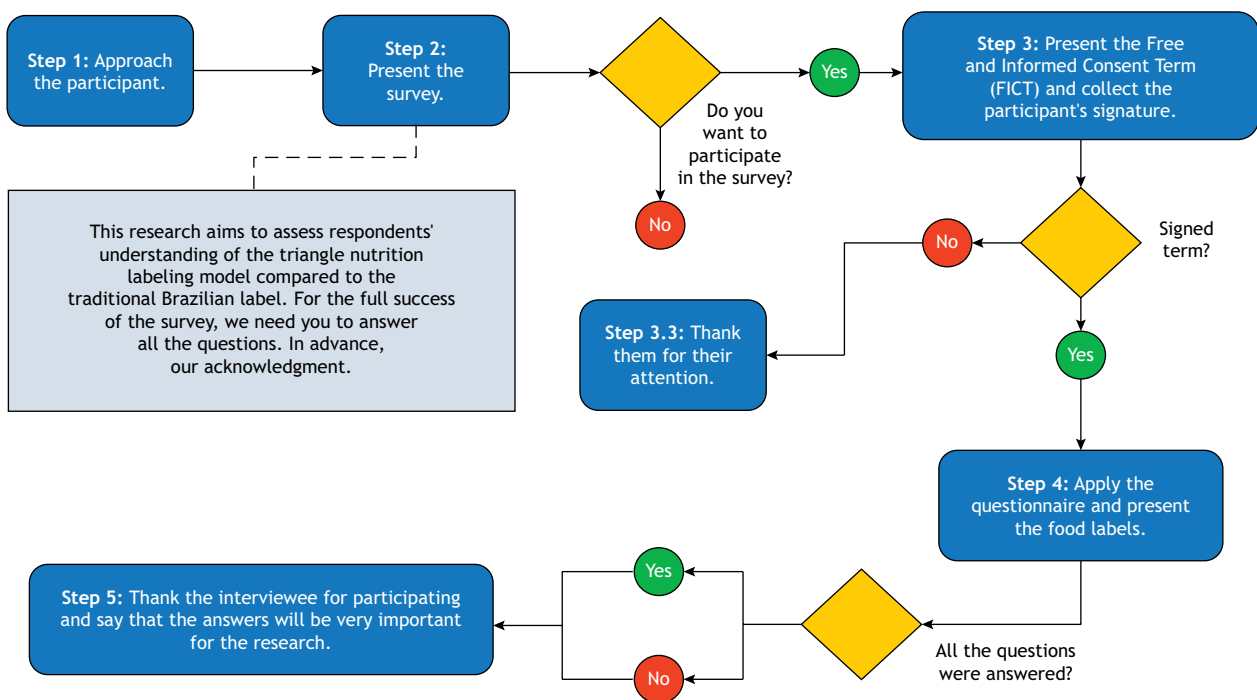 Step 1: Approach
the participant.
Step 2:
Present the
survey.
Do you
want to
participate
in the survey?
Yes
No
Step 3: Present the Free
and Informed Consent Term
(FICT) and collect the
participant's signature.
This research aims to assess respondents'
understanding of the triangle nutrition
labeling model compared to the
traditional Brazilian label. For the full success
of the survey, we need you to answer
all the questions. In advance,
our acknowledgment.
Signed
term?
No
Yes
Step 3.3: Thank
them for their
attention.
Step 4: Apply the
questionnaire and present
the food labels.
All the questions
were answered?
Yes
No
Step 5: Thank the interviewee for participating
and say that the answers will be very important
for the research.